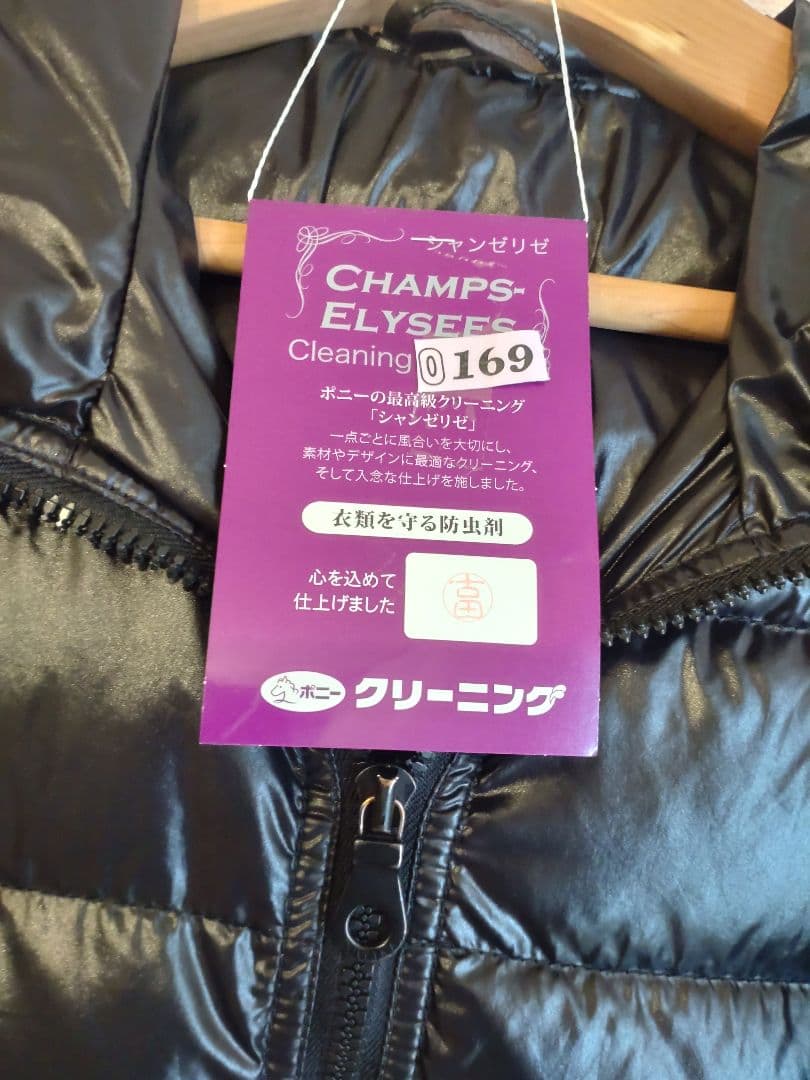 シャンゼリゼ
CHAMPS-
ELYSEES
Cleaning
0 169
ポニーの最高級クリーニング
「シャンゼリゼ」
一点ごとに風合いを大切にし、
素材やデザインに最適なクリーニング、
そして入念な仕上げを施しました。
衣類を守る防虫剤
心を込めて
仕上げました
ポニー クリーニング